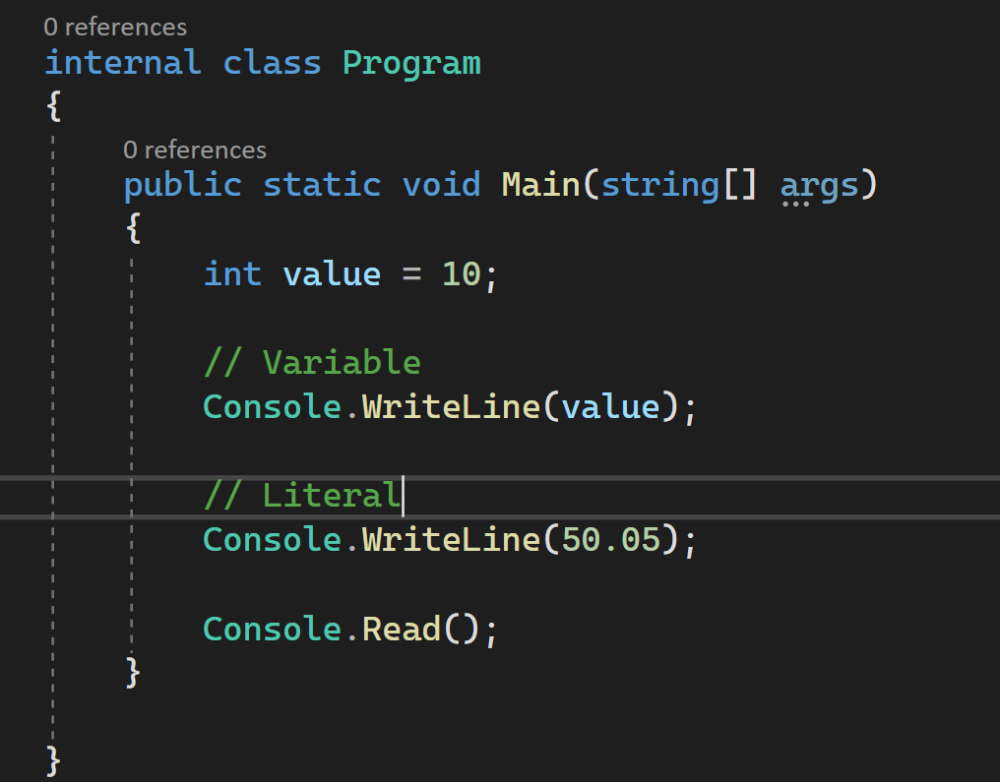 0 references
internal class Program
{
0 references
public static void Main(string[] args)
{
int value = 10;
// Variable
Console.WriteLine(value);
// Literal
Console.WriteLine(50.05);
Console.Read();
}
}